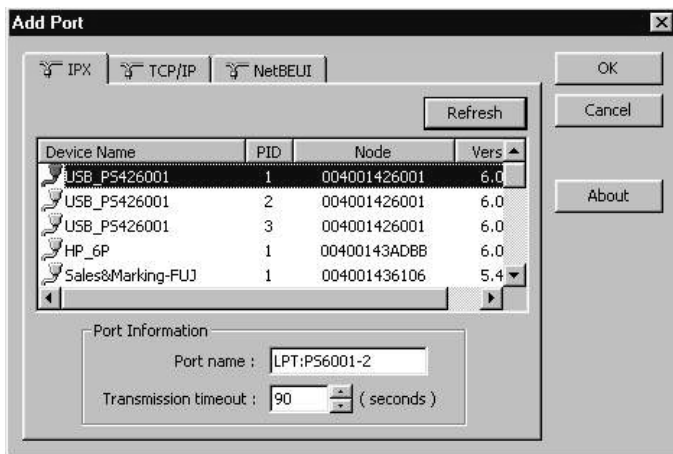 Add Port
IPX TCP/IP NetBEUI
OK
Refresh
Cancel
Device Name PID Node Vers
USB_PS426001 1 004001426001 6.0
USB_PS426001 2 004001426001 6.0
About
USB_PS426001 3 004001426001 6.0
HP_6P 1 00400143ADBB 6.0
Sales&Marking-FUJ 1 004001436106 5.4
Port Information
Port name : LPT:PS6001-2
Transmission timeout : 90 ( seconds )